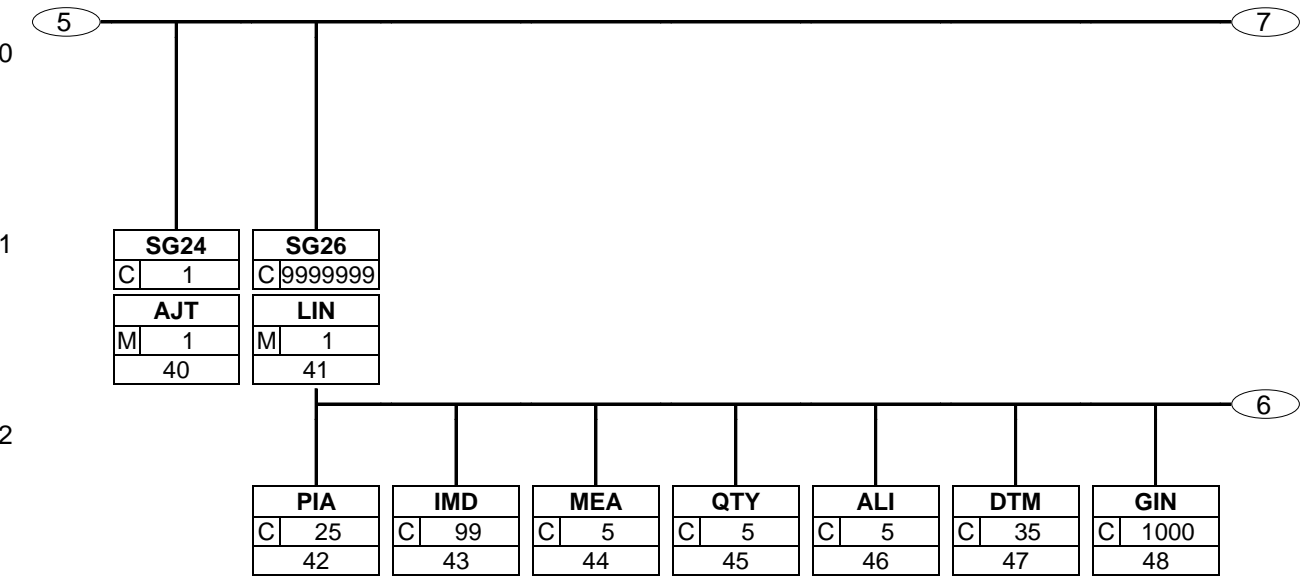 5 7
0
1
SG24 SG26
C 1 C 9999999
AJT LIN
M 1 M 1
40 41
6
2
PIA IMD MEA QTY ALI DTM GIN
C 25 C 99 C 5 C 5 C 5 C 35 C 1000
42 43 44 45 46 47 48